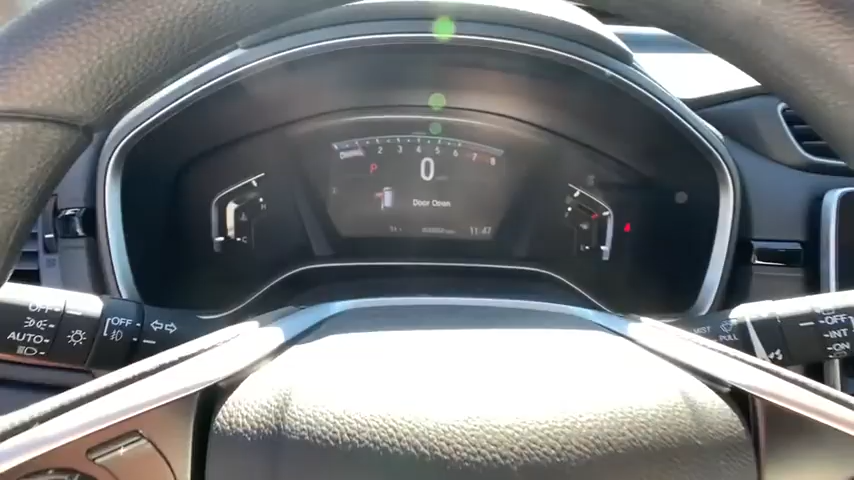 2 3 4 5 6 7 8
P
0
Door Open
11:47
H
C
OFF
AUTO
OFF
MIST
PULL
OFF
-INT
-ON